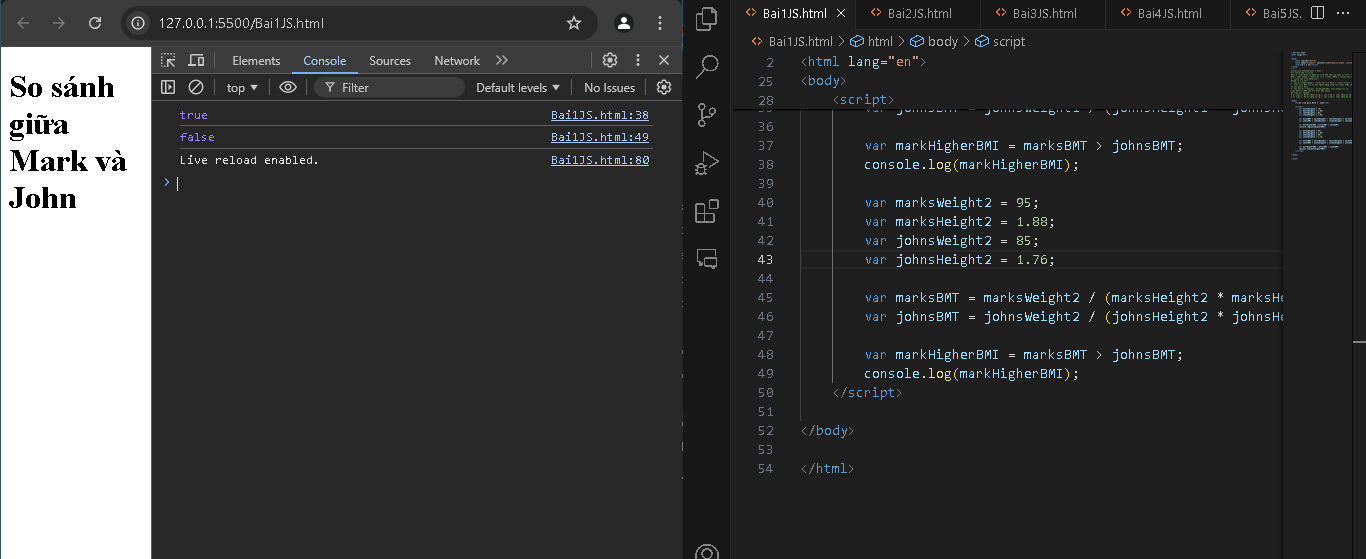 127.0.0.1:5500/Bai1JS.html
So sánh
giữa
Mark và
John
Elements Console Sources Network
top Filter Default levels No Issues
true Bai1JS.html:38
false Bai1JS.html:49
Live reload enabled. Bai1JS.html:80
Bai1JS.html Bai2JS.html Bai3JS.html Bai4JS.html Bai5JS.
Bai1JS.html > html > body > script
2 <html lang="en">
25 <body>
28 <script>
36
37 var markHigherBMI = marksBMT > johnsBMT;
38 console.log(markHigherBMI);
39
40 var marksWeight2 = 95;
41 var marksHeight2 = 1.88;
42 var johnsWeight2 = 85;
43 var johnsHeight2 = 1.76;
44
45 var marksBMT = marksWeight2 / (marksHeight2 * marksHe
46 var johnsBMT = johnsWeight2 / (johnsHeight2 * johnsHe
47
48 var markHigherBMI = marksBMT > johnsBMT;
49 console.log(markHigherBMI);
50 </script>
51
52 </body>
53
54 </html>